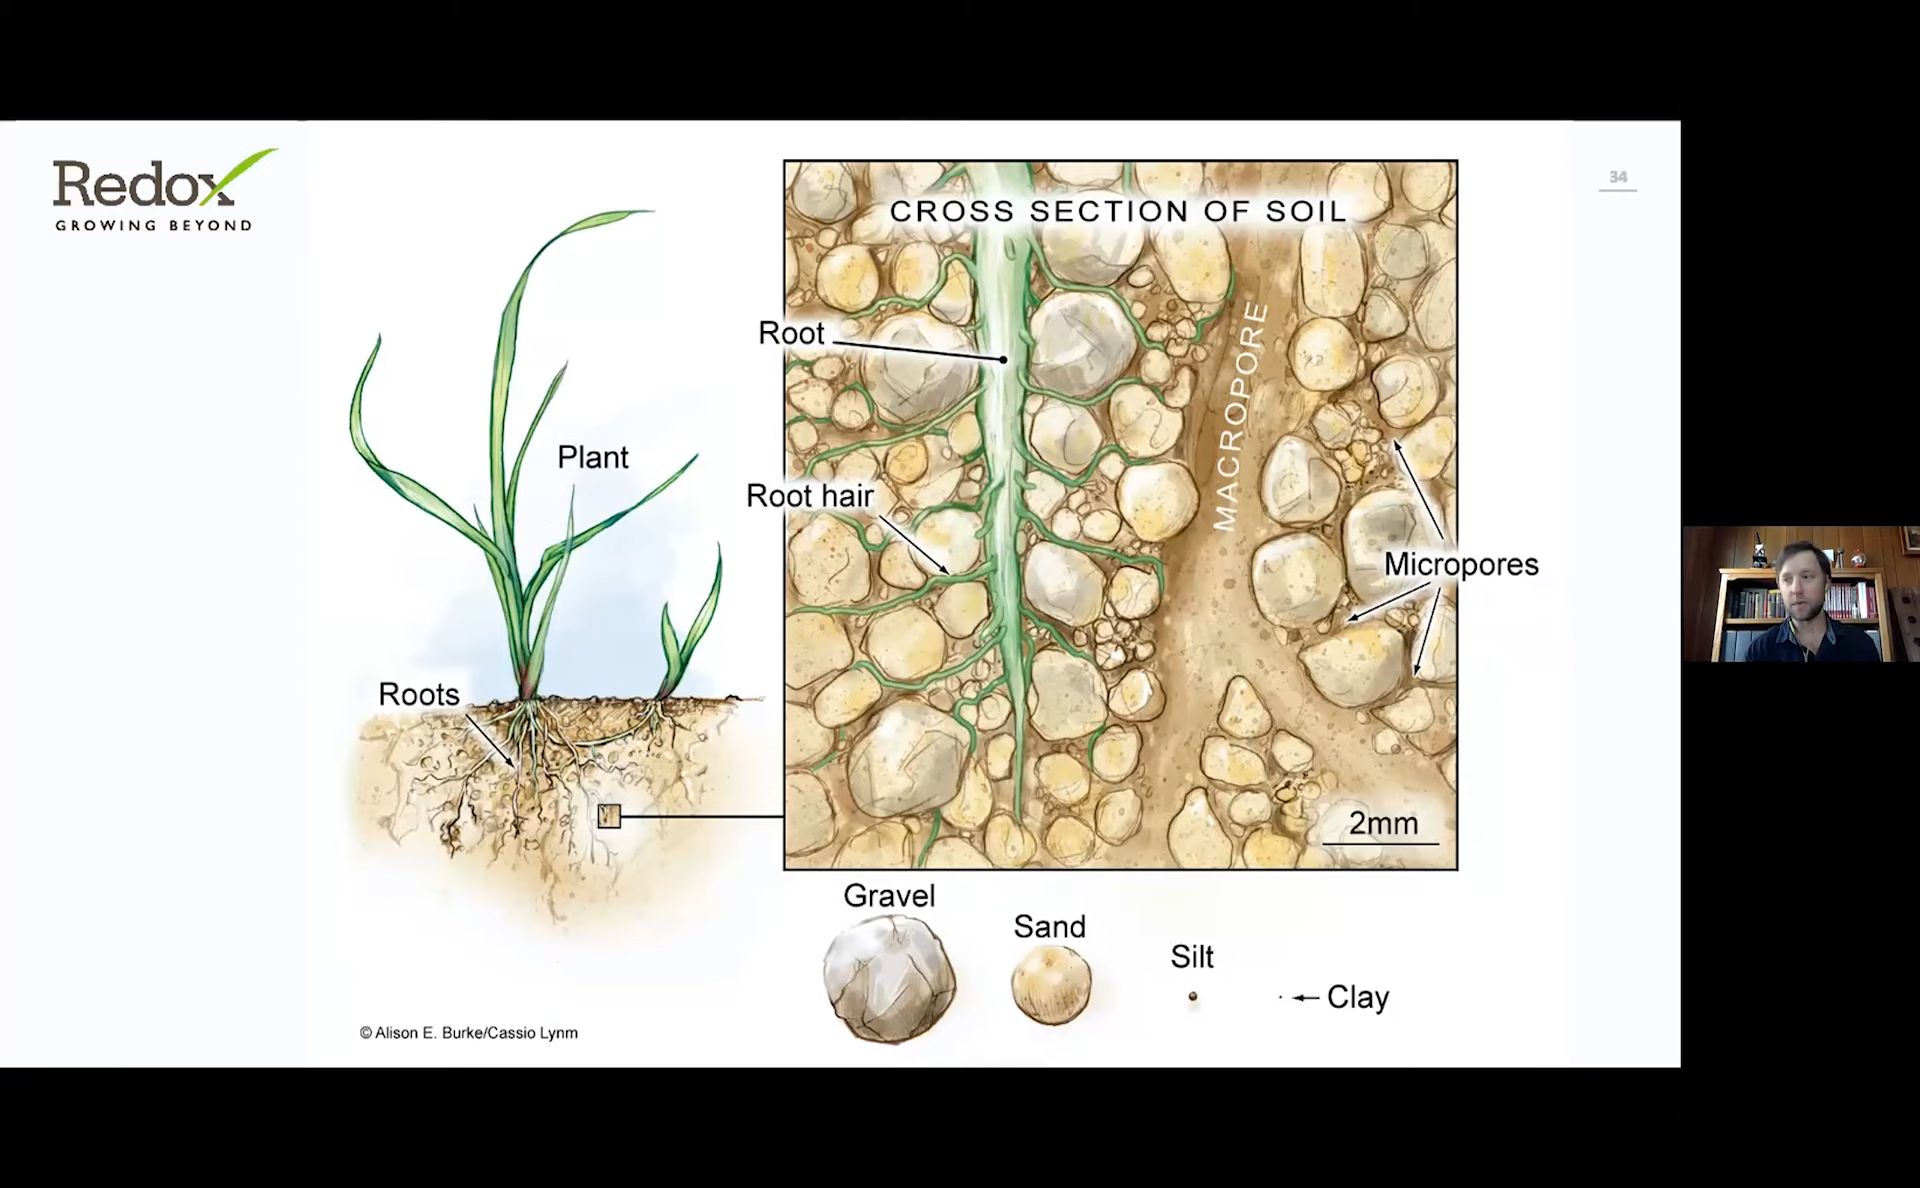 Redox
GROWING BEYOND
34
CROSS SECTION OF SOIL
Root
MACROPORE
Plant
Root hair
Micropores
Roots
2mm
Gravel
Sand
Silt
Clay
© Alison E. Burke/Cassio Lynm